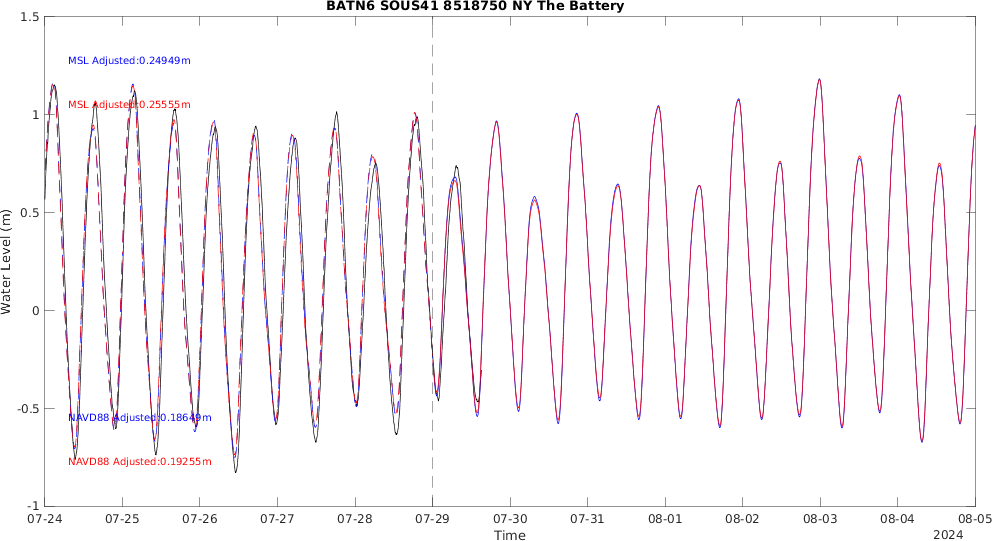 BATN6 SOUS41 8518750 NY The Battery
1.5
MSL Adjusted:0.24949m
MSL Adjusted:0.25555m
1
0.5
Water Level (m)
0
-0.5
NAVD88 Adjusted:0.18649m
NAVD88 Adjusted:0.19255m
-1
07-24 07-25 07-26 07-27 07-28 07-29 07-30 07-31 08-01 08-02 08-03 08-04 08-05
Time
2024